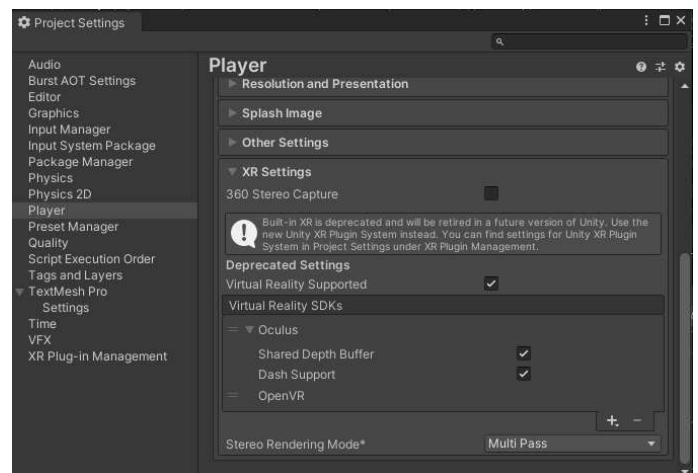 Project Settings
Audio
Burst AOT Settings
Editor
Graphics
Input Manager
Input System Package
Package Manager
Physics
Physics 2D
Player
Preset Manager
Quality
Script Execution Order
Tags and Layers
TextMesh Pro
Settings
Time
VFX
XR Plug-in Management
Player
Resolution and Presentation
Splash Image
Other Settings
XR Settings
360 Stereo Capture
Built-in XR is deprecated and will be retired in a future version of Unity. Use the
new Unity XR Plugin System instead. You can find settings for Unity XR Plugin
System in Project Settings under XR Plugin Management.
Deprecated Settings
Virtual Reality Supported
Virtual Reality SDKs
Oculus
Shared Depth Buffer
Dash Support
OpenVR
Stereo Rendering Mode*
Multi Pass